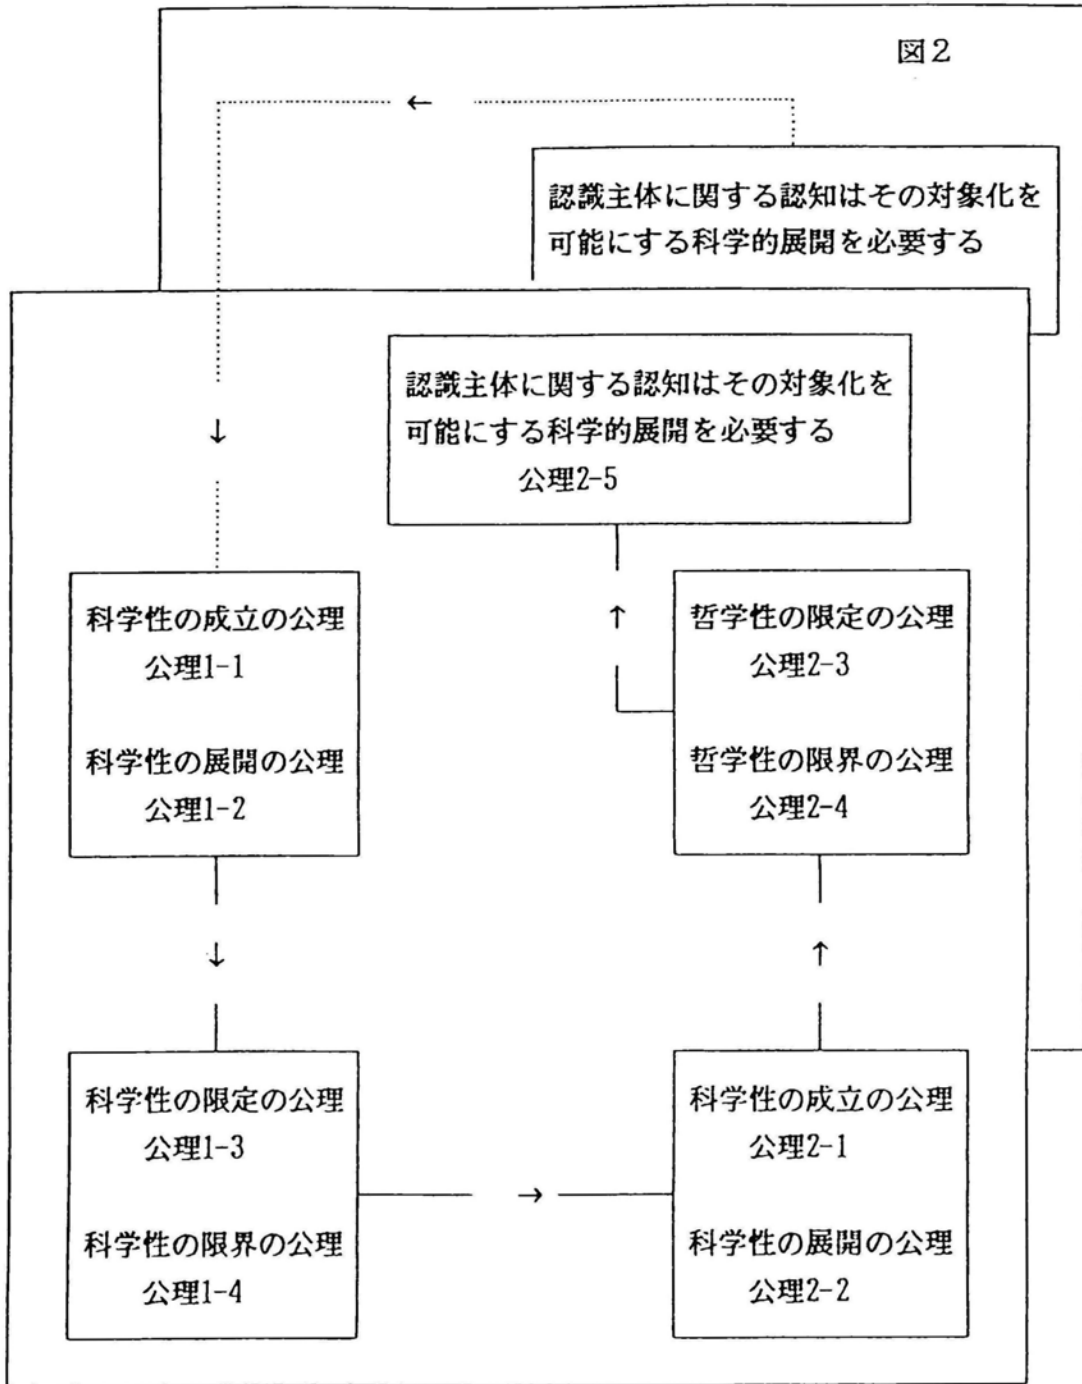 図2
←
認識主体に関する認知はその対象化を
可能にする科学的展開を必要する
認識主体に関する認知はその対象化を
可能にする科学的展開を必要する
公理2-5
↓
科学性の成立の公理
公理1-1
科学性の展開の公理
公理1-2
↑
哲学性の限定の公理
公理2-3
哲学性の限界の公理
公理2-4
↓
↑
科学性の限定の公理
公理1-3
科学性の限界の公理
公理1-4
→
科学性の成立の公理
公理2-1
科学性の展開の公理
公理2-2